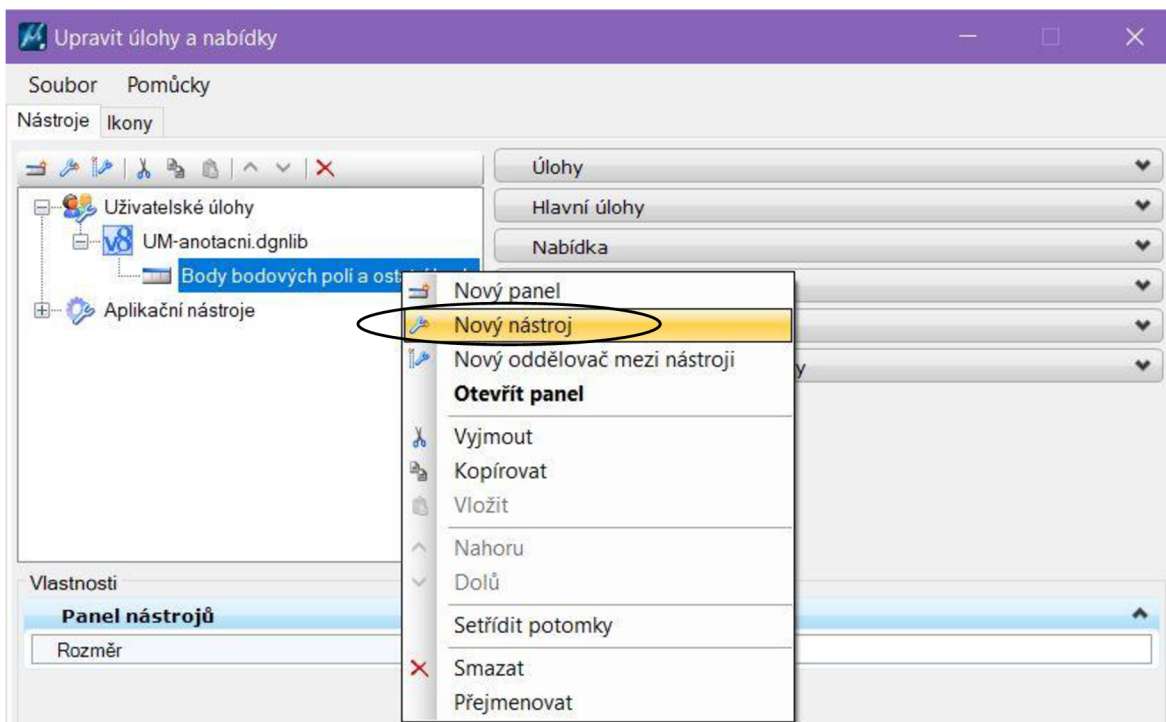 Upravit úlohy a nabídky
Soubor Pomůcky
Nástroje Ikony
Uživatelské úlohy
UM-anotacni.dgnlib
Body bodových polí a
Aplikační nástroje
Úlohy
Hlavní úlohy
Nabídka
Nový panel
Nový nástroj
Nový oddělovač mezi nástroji
Otevřít panel
Vyjmout
Kopírovat
Vložit
Nahoru
Dolů
Setřídit potomky
Smazat
Přejmenovat
Vlastnosti
Panel nástrojů
Rozměr